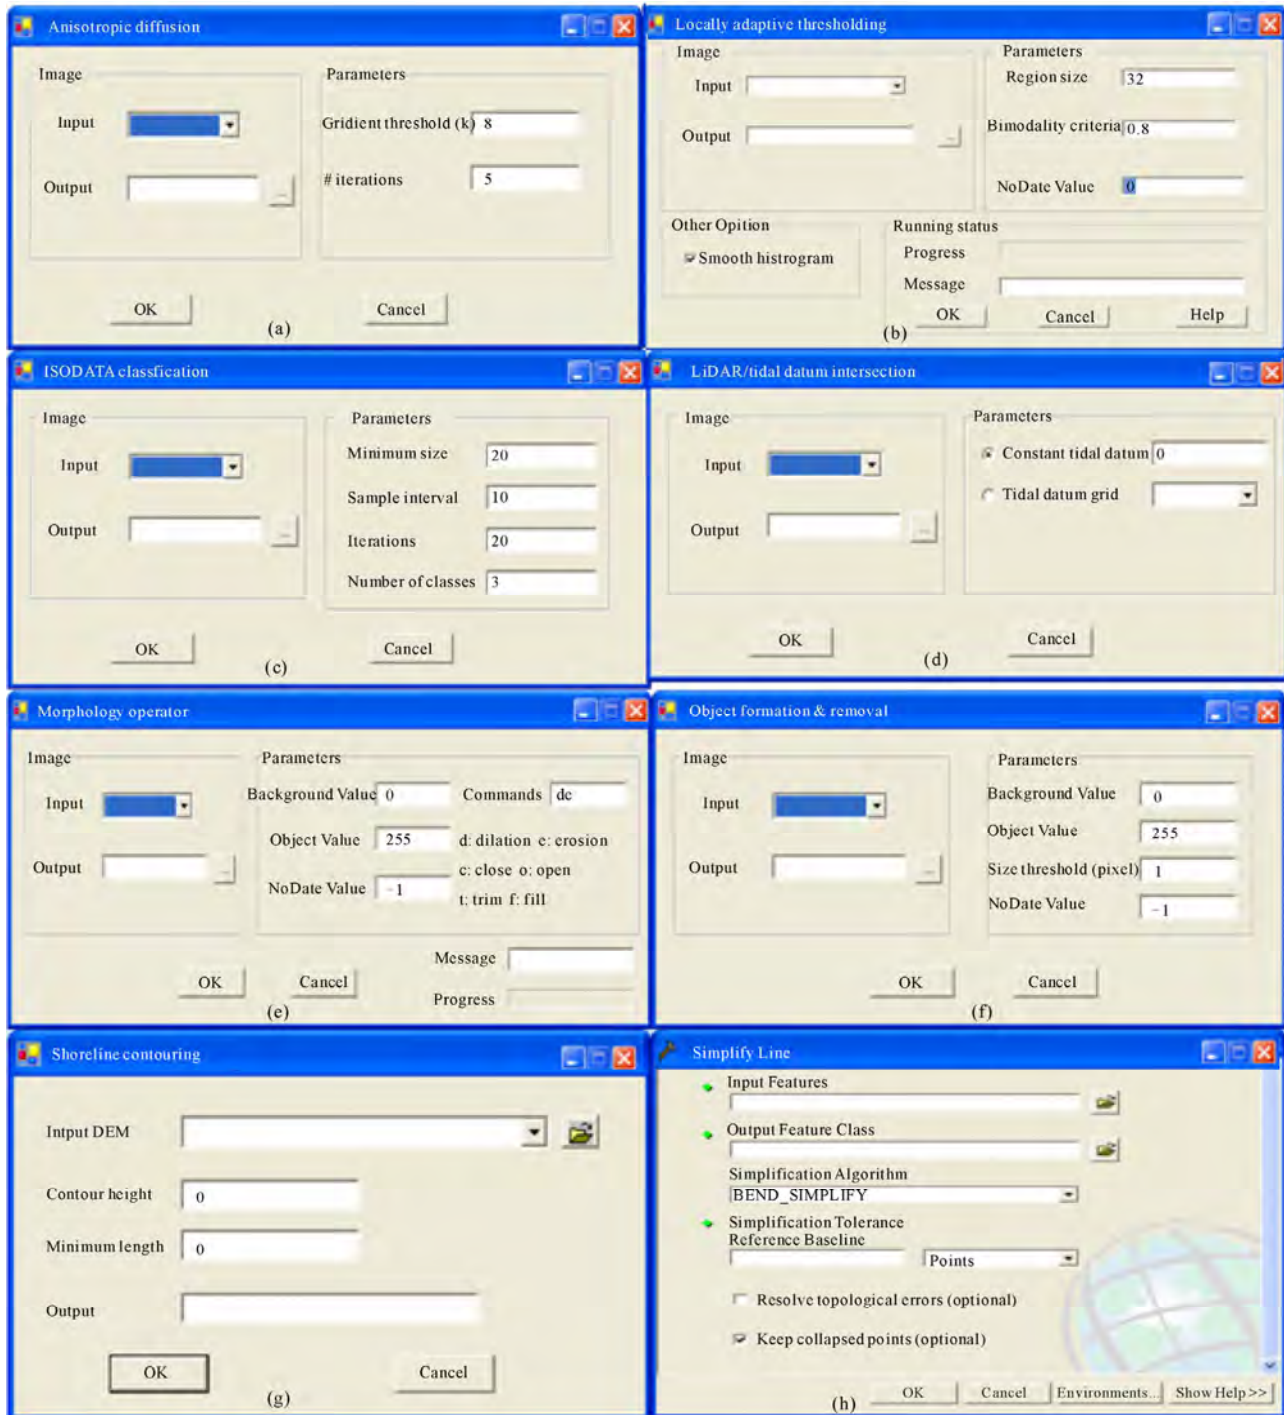 Anisotropic diffusion
Image
Parameters
Input
Gridient threshold (k) 8
Output
...
# iterations 5
OK
Cancel
(a)
Locally adaptive thresholding
Image
Parameters
Input
Region size 32
Output
...
Bimodality criteria 0.8
NoDate Value 0
Other Opition
Smooth histrogram
Running status
Progress
Message
OK
Cancel
Help
(b)
ISODATA classfication
Image
Parameters
Input
Minimum size 20
Sample interval 10
Output
...
Iterations 20
Number of classes 3
OK
Cancel
(c)
LiDAR/tidal datum intersection
Image
Parameters
Input
Constant tidal datum 0
Tidal datum grid
Output
...
OK
Cancel
(d)
Morphology operator
Image
Parameters
Input
Background Value 0 Commands dc
Object Value 255 d: dilation e: erosion
Output
...
c: close o: open
NoDate Value -1
t: trim f: fill
Message
OK
Cancel
Progress
(e)
Object formation & removal
Image
Parameters
Input
Background Value 0
Object Value 255
Output
...
Size threshold (pixel) 1
NoDate Value -1
OK
Cancel
(f)
Shoreline contouring
Intput DEM
Contour height 0
Minimum length 0
Output
OK
Cancel
(g)
Simplify Line
Input Features
Output Feature Class
Simplification Algorithm
BEND_SIMPLIFY
Simplification Tolerance
Reference Baseline
Points
Resolve topological errors (optional)
Keep collapsed points (optional)
OK
Cancel
Environments...
Show Help >>
(h)